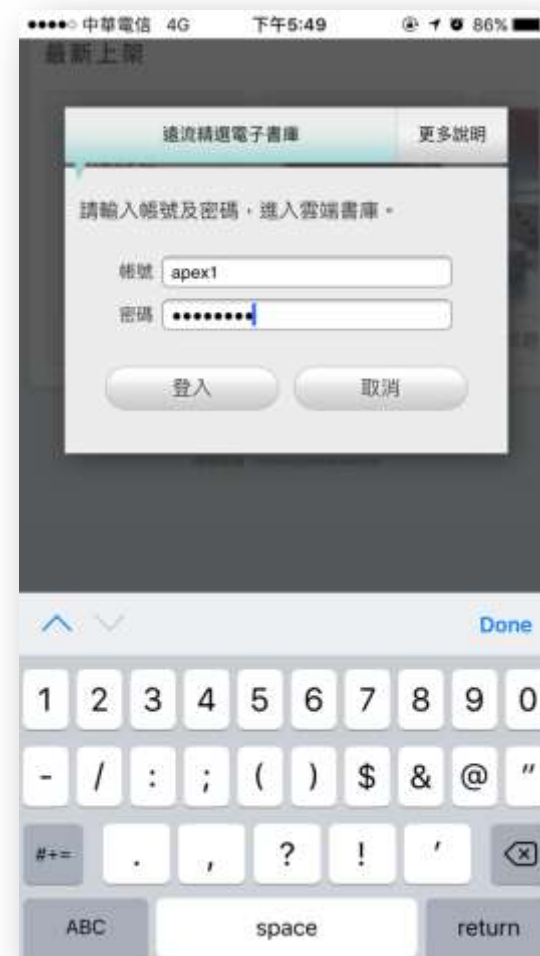 中華電信 4G 下午5:49 86%
最新上架
遠流精選電子書庫 更多說明
請輸入帳號及密碼，進入雲端書庫。
帳號 apex1
密碼 ••••••••
登入 取消
Done
1 2 3 4 5 6 7 8 9 0
- / : ; ( ) $ & @ "
#+= . , ? ! '
ABC space return